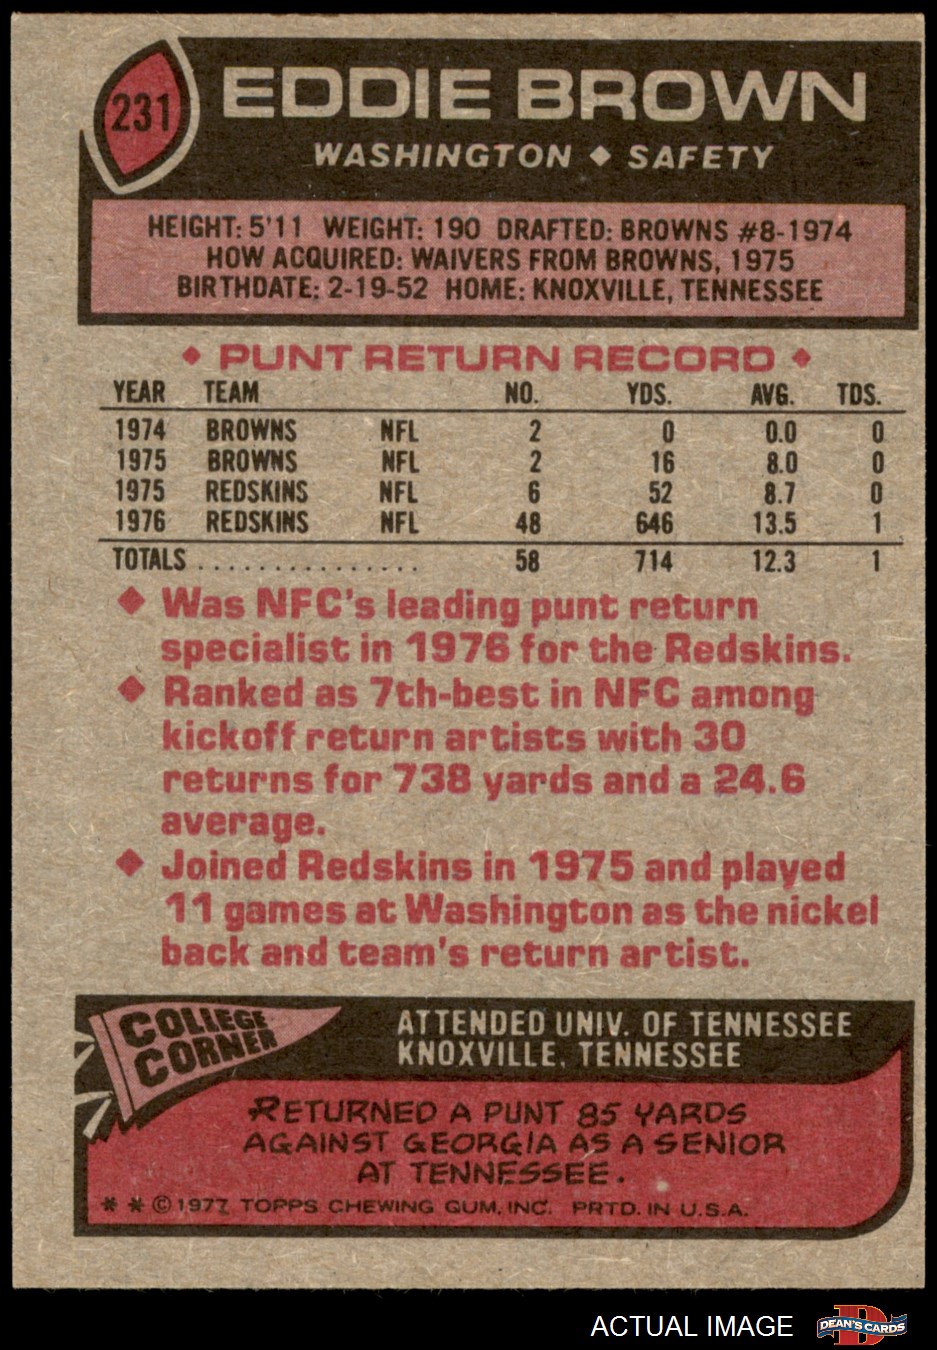 231
EDDIE BROWN
WASHINGTON ◆ SAFETY
HEIGHT: 5'11 WEIGHT: 190 DRAFTED: BROWNS #8-1974
HOW ACQUIRED: WAIVERS FROM BROWNS, 1975
BIRTHDATE: 2-19-52 HOME: KNOXVILLE, TENNESSEE
◆ PUNT RETURN RECORD ◆
YEAR TEAM NO. YDS. AVG. TDS.
1974 BROWNS NFL 2 0 0.0 0
1975 BROWNS NFL 2 16 8.0 0
1975 REDSKINS NFL 6 52 8.7 0
1976 REDSKINS NFL 48 646 13.5 1
TOTALS . . . . . . . . . . . . . . . 58 714 12.3 1
◆ Was NFC's leading punt return
specialist in 1976 for the Redskins.
◆ Ranked as 7th-best in NFC among
kickoff return artists with 30
returns for 738 yards and a 24.6
average.
◆ Joined Redskins in 1975 and played
11 games at Washington as the nickel
back and team's return artist.
COLLEGE
CORNER
ATTENDED UNIV. OF TENNESSEE
KNOXVILLE, TENNESSEE
RETURNED A PUNT 85 YARDS
AGAINST GEORGIA AS A SENIOR
AT TENNESSEE.
* * © 1977 TOPPS CHEWING GUM, INC. PRTD. IN U.S.A.
ACTUAL IMAGE
D
DEAN'S CARDS